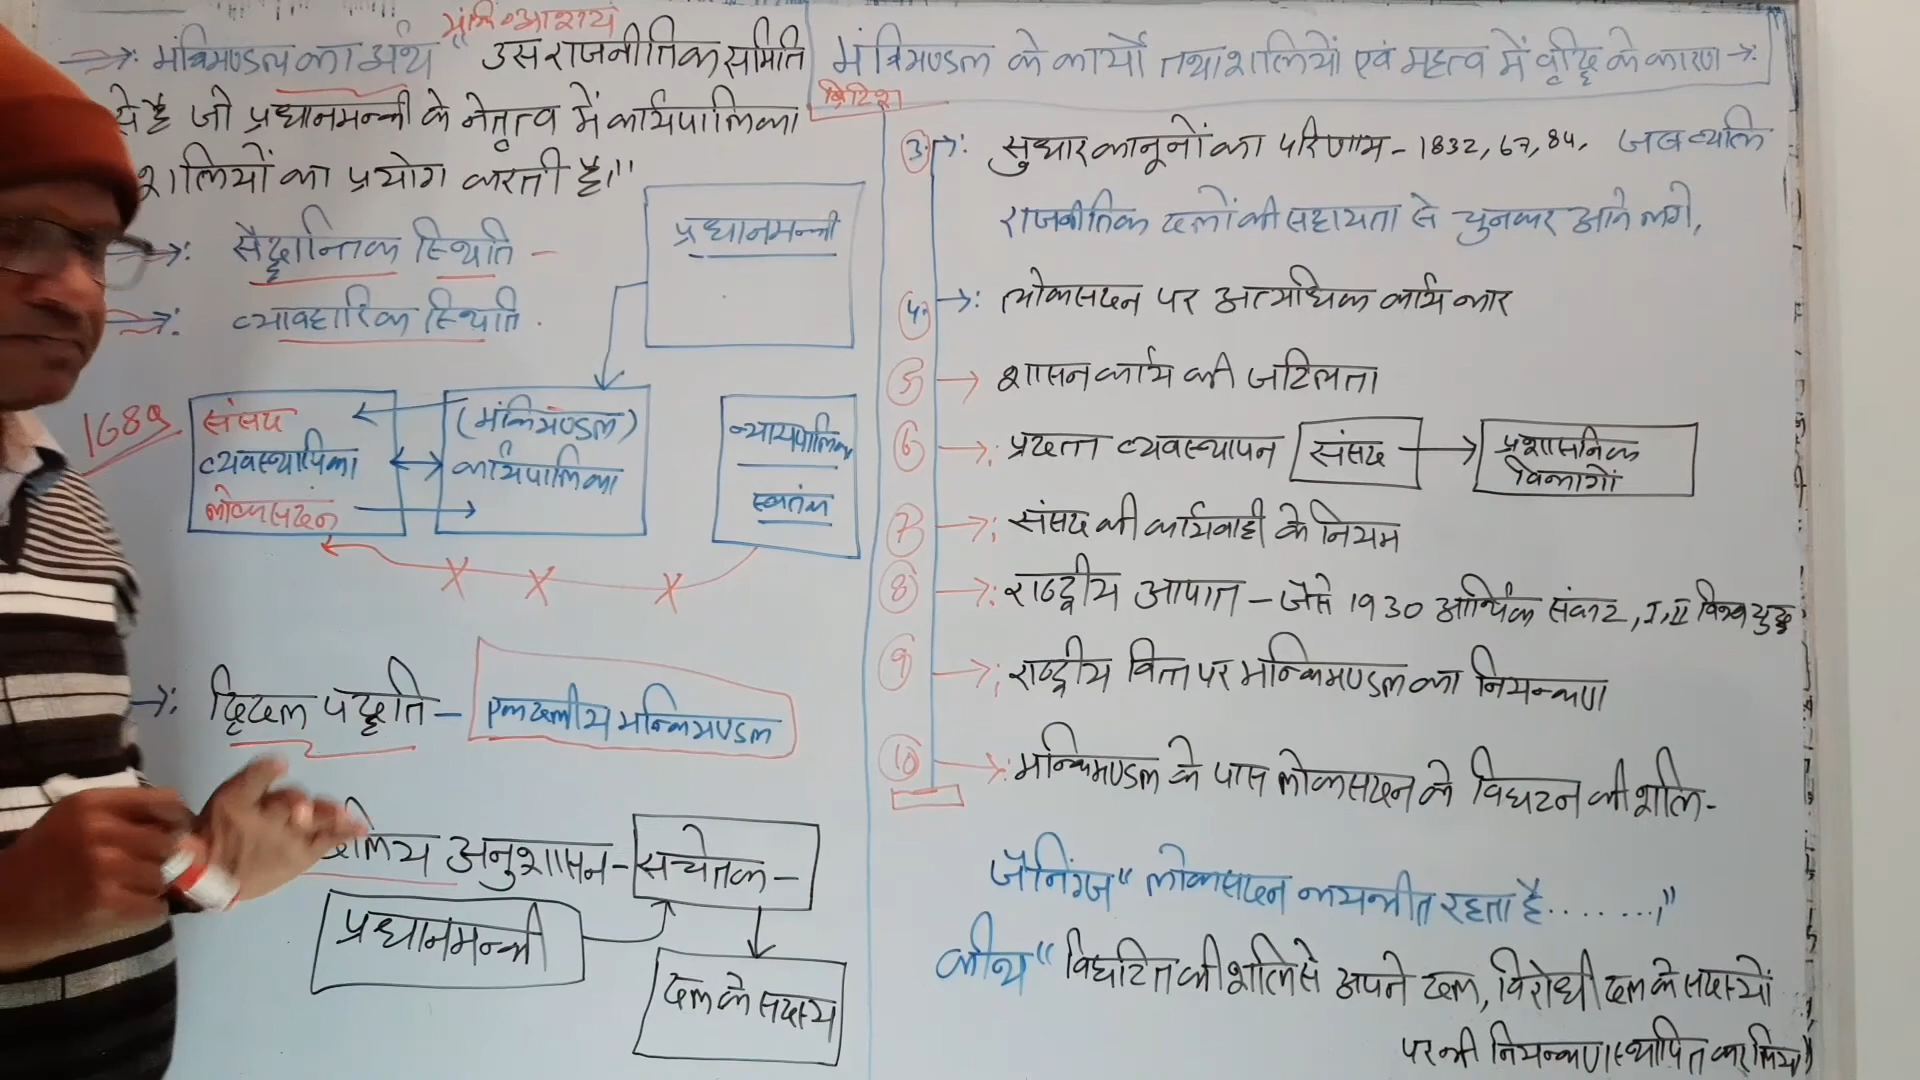 मंत्रि॰ आशय
→: मंत्रिमण्डल का अर्थ "उस राजनीतिक समिति
से है जो प्रधानमन्त्री के नेतृत्व में कार्यपालिका
शक्तियों का प्रयोग करती है।"
→: सैद्धान्तिक स्थिति -
→: व्यावहारिक स्थिति.
प्रधानमन्त्री
1689
संसद
व्यवस्थापिका
लोकसदन
(मंत्रिमंण्डल)
कार्यपालिका
न्यायपालिका
स्वतंत्र
→: द्विदल पद्धति - एकदलीय मन्त्रिमण्डल
दलिय अनुशासन - सचेतक -
प्रधानमन्त्री
दल के सदस्य
मंत्रिमण्डल के कार्यों तथा शक्तियों एवं महत्व में वृद्धि के कारण →:
ब्रिटिश
3 →: सुधार कानूनों का परिणाम - 1832, 67, 84, जब व्यक्ति
राजनीतिक दलों की सहायता से चुनकर आने लगे,
4 →: लोकसदन पर अत्यधिक कार्य भार
5 → शासन कार्य की जटिलता
6 →: प्रदत्त व्यवस्थापन संसद → प्रशासनिक
विभागों
7 →: संसद की कार्यवाही के नियम
8 →: राष्ट्रीय आपात - जैसे 1930 आर्थिक संकट, I, II विश्व युद्ध
9 →: राष्ट्रीय वित्त पर मन्त्रिमण्डल का नियन्त्रण
10 →: मन्त्रिमण्डल के पास लोकसदन के विघटन की शक्ति -
जैनिंग्ज "लोकसदन भयभीत रहता है........,"
कीथ "विघटित की शक्ति से अपने दल, विरोधी दल के सदस्यों
पर भी नियन्त्रण स्थापित कर लिया"